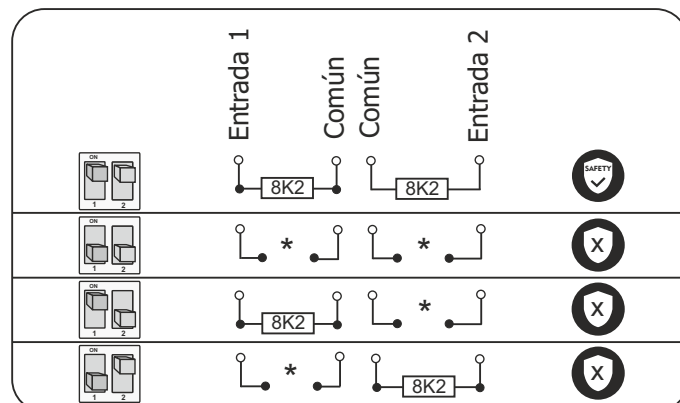 Entrada 1
Común
Común
Entrada 2
ON
1 2
8K2
8K2
SAFETY
ON
1 2
*
*
X
ON
1 2
8K2
*
X
ON
1 2
*
8K2
X